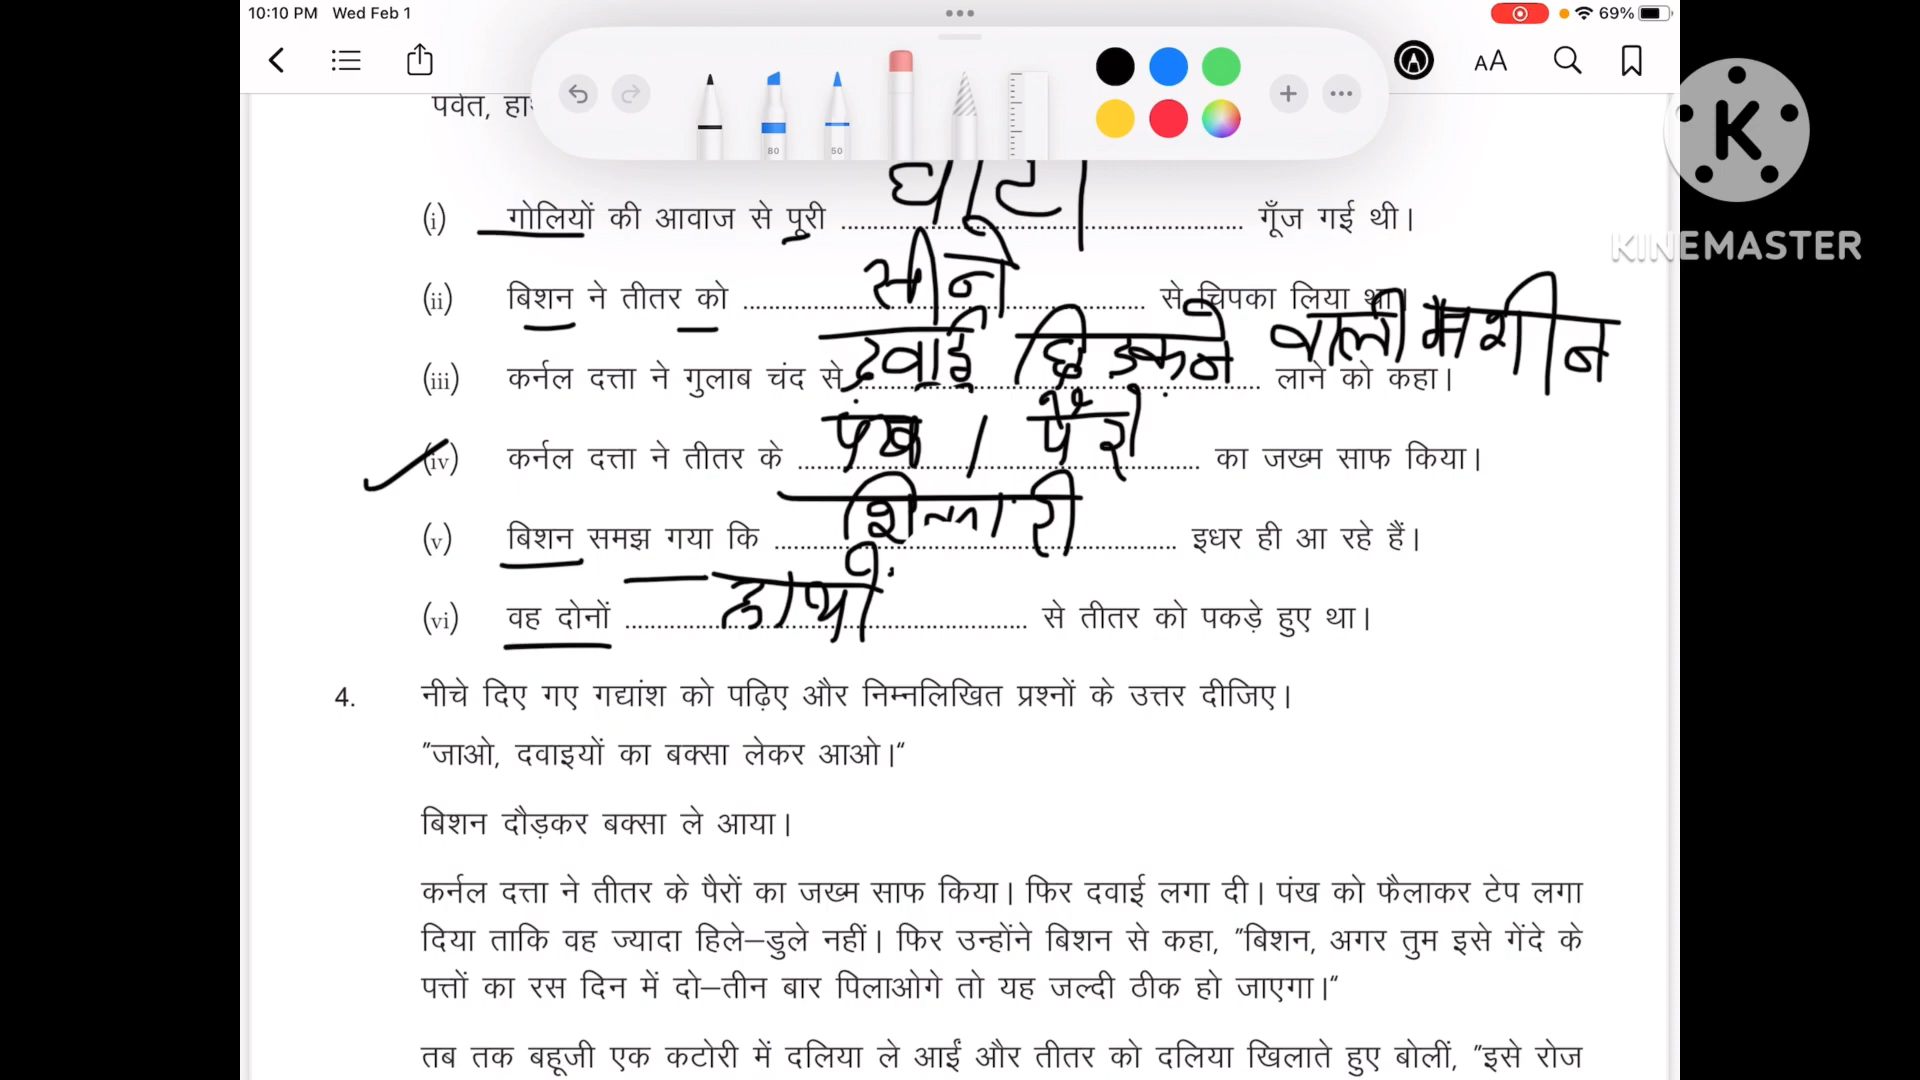 10:10 PM Wed Feb 1 69%
AA
80 50
K
KINEMASTER
पर्वत,
घाटी
(i) गोलियों की आवाज से पूरी ........ गूँज गई थी।
सीने
(ii) बिशन ने तीतर को ........ से चिपका लिया था।
दवाई छिड़कने वाली मशीन
(iii) कर्नल दत्ता ने गुलाब चंद से ........ लाने को कहा।
पंख / पैरों
(iv) कर्नल दत्ता ने तीतर के ........ का जख्म साफ किया।
शिकारी
(v) बिशन समझ गया कि ........ इधर ही आ रहे हैं।
हाथों
(vi) वह दोनों ........ से तीतर को पकड़े हुए था।
4. नीचे दिए गए गद्यांश को पढ़िए और निम्नलिखित प्रश्नों के उत्तर दीजिए।
"जाओ, दवाइयों का बक्सा लेकर आओ।"
बिशन दौड़कर बक्सा ले आया।
कर्नल दत्ता ने तीतर के पैरों का जख्म साफ किया। फिर दवाई लगा दी। पंख को फैलाकर टेप लगा
दिया ताकि वह ज्यादा हिले–डुले नहीं। फिर उन्होंने बिशन से कहा, "बिशन, अगर तुम इसे गेंदे के
पत्तों का रस दिन में दो–तीन बार पिलाओगे तो यह जल्दी ठीक हो जाएगा।"
तब तक बहूजी एक कटोरी में दलिया ले आईं और तीतर को दलिया खिलाते हुए बोलीं, "इसे रोज